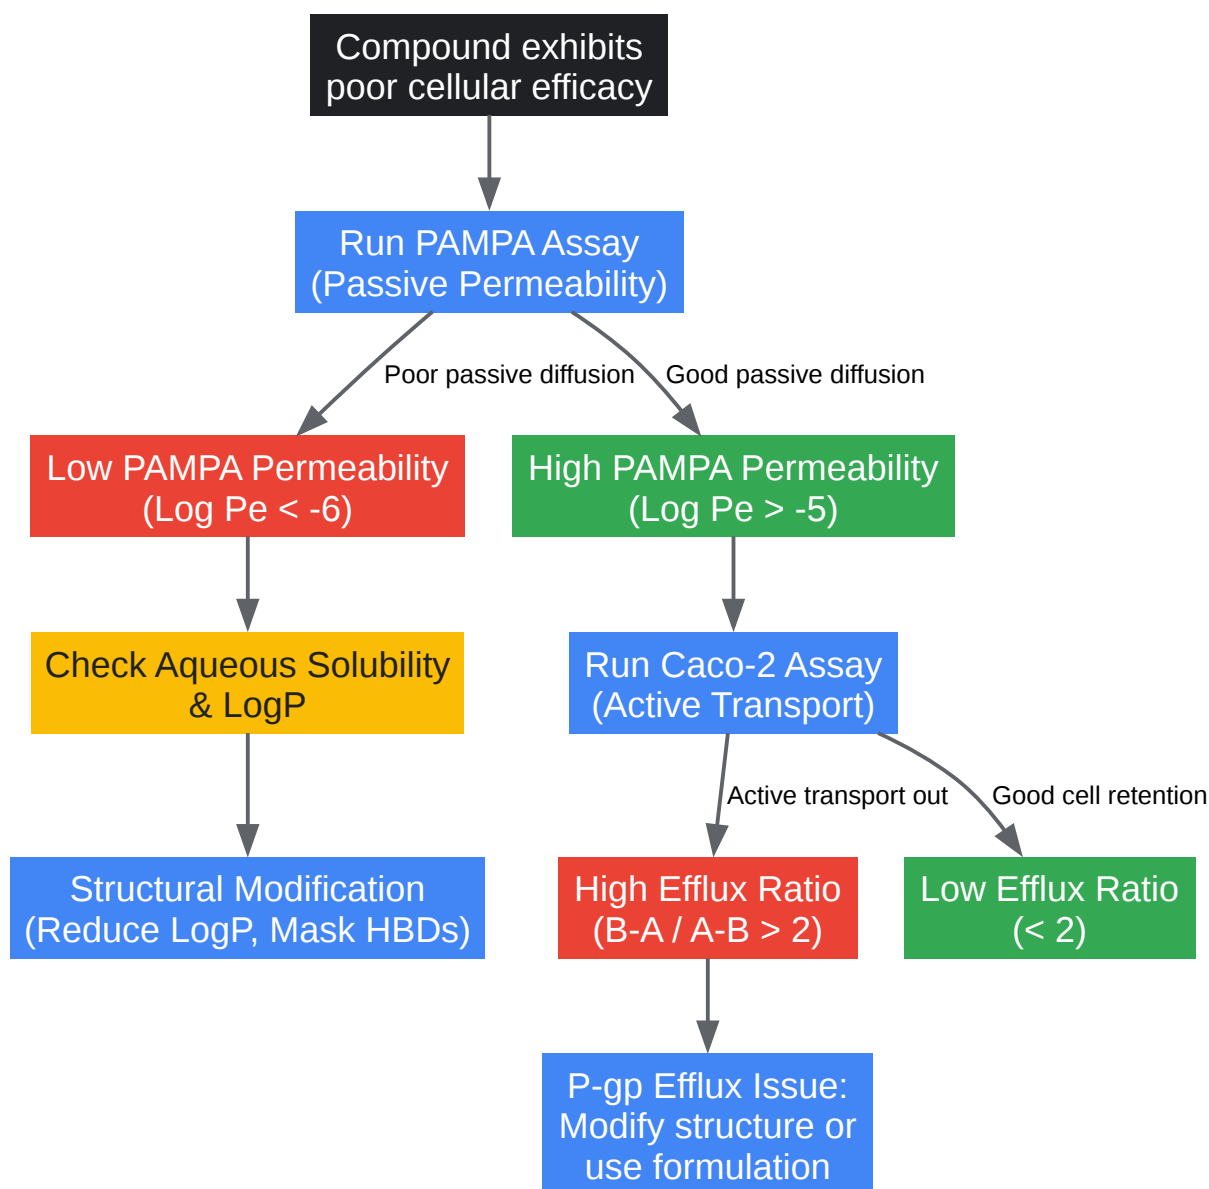 Compound exhibits
poor cellular efficacy
Run PAMPA Assay
(Passive Permeability)
Poor passive diffusion
Good passive diffusion
Low PAMPA Permeability
(Log Pe < -6)
High PAMPA Permeability
(Log Pe > -5)
Check Aqueous Solubility
& LogP
Run Caco-2 Assay
(Active Transport)
Active transport out
Good cell retention
Structural Modification
(Reduce LogP, Mask HBDs)
High Efflux Ratio
(B-A / A-B > 2)
Low Efflux Ratio
(< 2)
P-gp Efflux Issue:
Modify structure or
use formulation